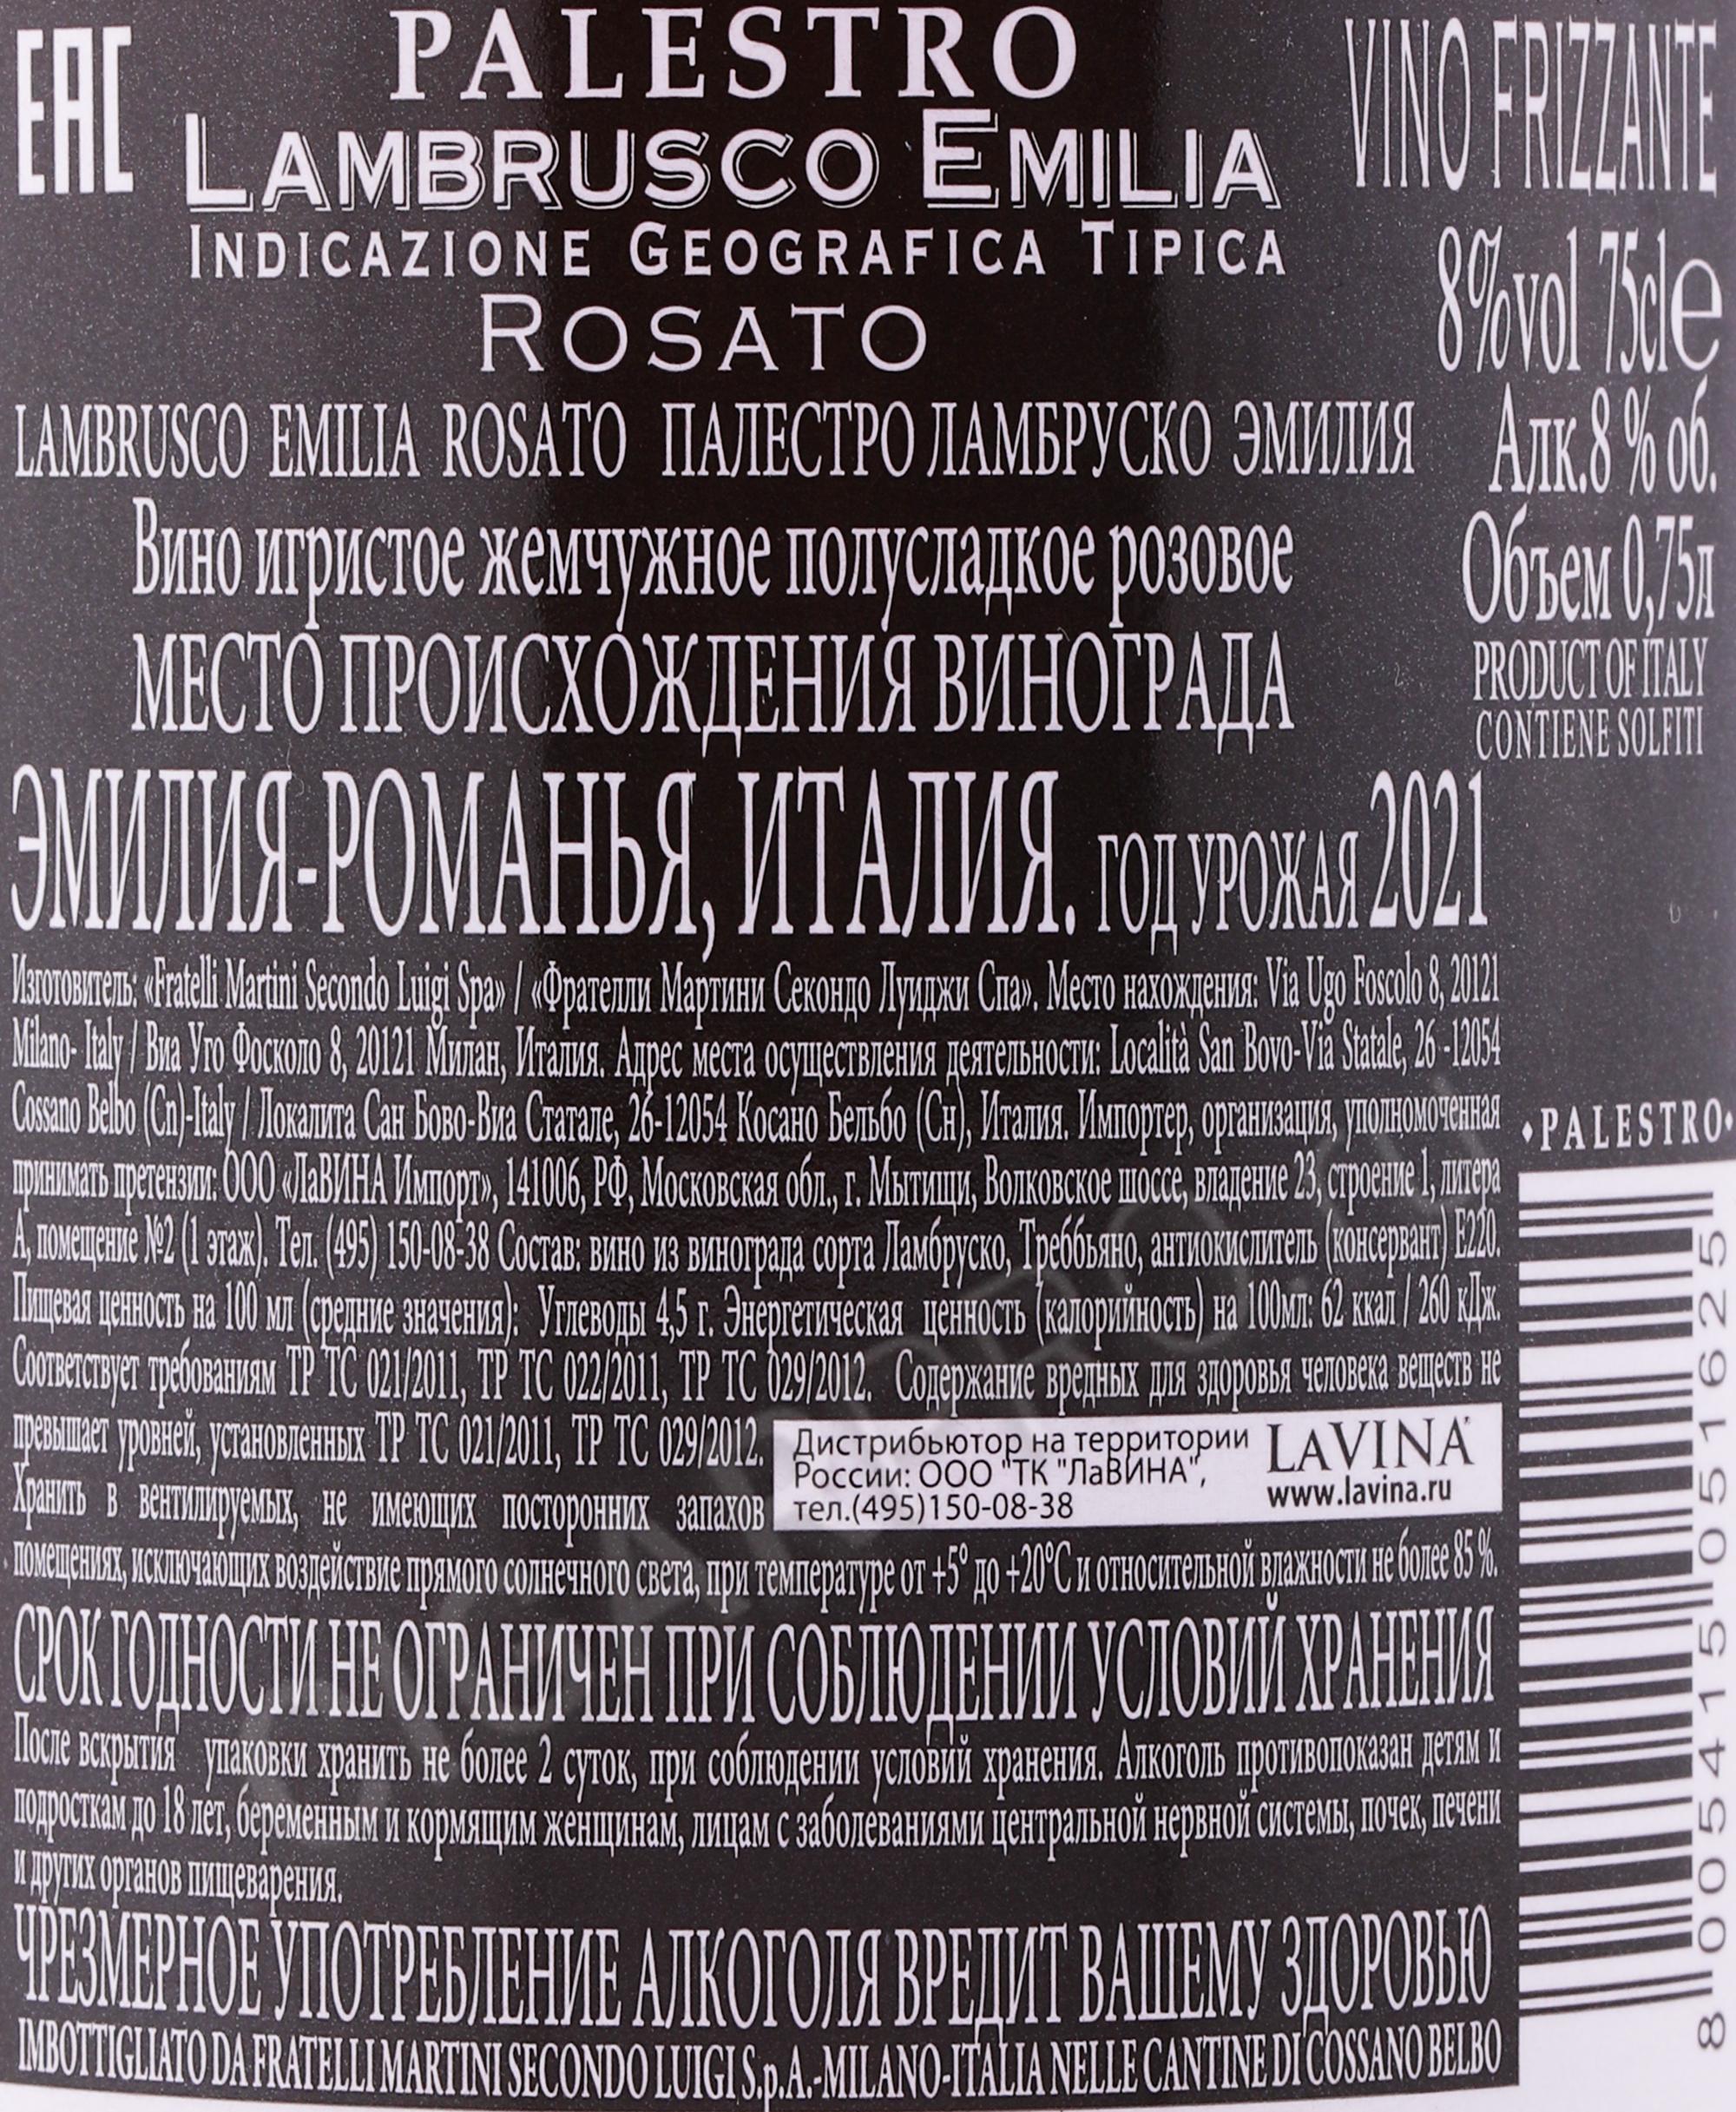 EAC
PALESTRO
LAMBRUSCO EMILIA
INDICAZIONE GEOGRAFICA TIPICA
ROSATO
VINO FRIZZANTE
8%vol 75cl e
Алк.8 % об.
Объем 0,75л
PRODUCT OF ITALY
CONTIENE SOLFITI
LAMBRUSCO EMILIA ROSATO ПАЛЕСТРО ЛАМБРУСКО ЭМИЛИЯ
Вино игристое жемчужное полусладкое розовое
МЕСТО ПРОИСХОЖДЕНИЯ ВИНОГРАДА
ЭМИЛИЯ-РОМАНЬЯ, ИТАЛИЯ. ГОД УРОЖАЯ 2021
Изготовитель: «Fratelli Martini Secondo Luigi Spa» / «Фрателли Мартини Секондо Луиджи Спа». Место нахождения: Via Ugo Foscolo 8, 20121
Milano- Italy / Виа Уго Фосколо 8, 20121 Милан, Италия. Адрес места осуществления деятельности: Località San Bovo-Via Statale, 26 -12054
Cossano Belbo (Cn)-Italy / Локалита Сан Бово-Виа Статале, 26-12054 Косано Бельбо (Сн), Италия. Импортер, организация, уполномоченная
принимать претензии: ООО «ЛаВИНА Импорт», 141006, РФ, Московская обл., г. Мытищи, Волковское шоссе, владение 23, строение 1, литера
А, помещение №2 (1 этаж). Тел. (495) 150-08-38 Состав: вино из винограда сорта Ламбруско, Треббьяно, антиокислитель (консервант) Е220.
Пищевая ценность на 100 мл (средние значения): Углеводы 4,5 г. Энергетическая ценность (калорийность) на 100мл: 62 ккал / 260 кДж.
Соответствует требованиям ТР ТС 021/2011, ТР ТС 022/2011, ТР ТС 029/2012. Содержание вредных для здоровья человека веществ не
превышает уровней, установленных ТР ТС 021/2011, ТР ТС 029/2012.
Хранить в вентилируемых, не имеющих посторонних запахов
помещениях, исключающих воздействие прямого солнечного света, при температуре от +5° до +20°С и относительной влажности не более 85 %.
Дистрибьютор на территории
России: ООО "ТК "ЛаВИНА",
тел.(495)150-08-38
LAVINA
www.lavina.ru
СРОК ГОДНОСТИ НЕ ОГРАНИЧЕН ПРИ СОБЛЮДЕНИИ УСЛОВИЙ ХРАНЕНИЯ
После вскрытия упаковки хранить не более 2 суток, при соблюдении условий хранения. Алкоголь противопоказан детям и
подросткам до 18 лет, беременным и кормящим женщинам, лицам с заболеваниями центральной нервной системы, почек, печени
и других органов пищеварения.
ЧРЕЗМЕРНОЕ УПОТРЕБЛЕНИЕ АЛКОГОЛЯ ВРЕДИТ ВАШЕМУ ЗДОРОВЬЮ
IMBOTTIGLIATO DA FRATELLI MARTINI SECONDO LUIGI S.p.A.-MILANO-ITALIA NELLE CANTINE DI COSSANO BELBO
♦PALESTRO♦
8 005415 051625